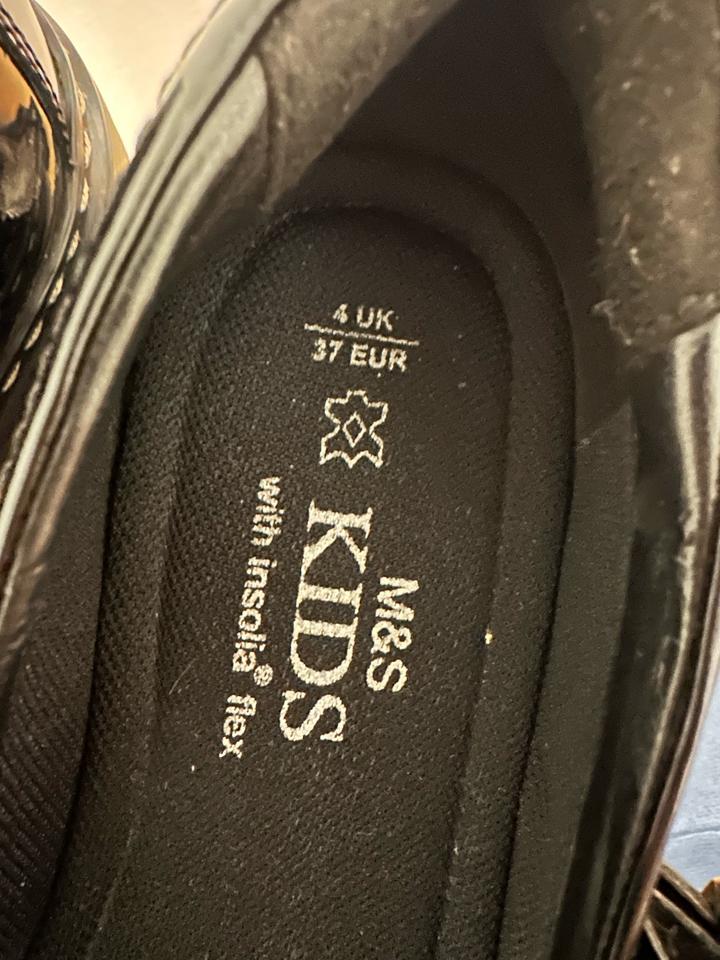 4 UK
37 EUR
M&S
KIDS
with insolia® flex